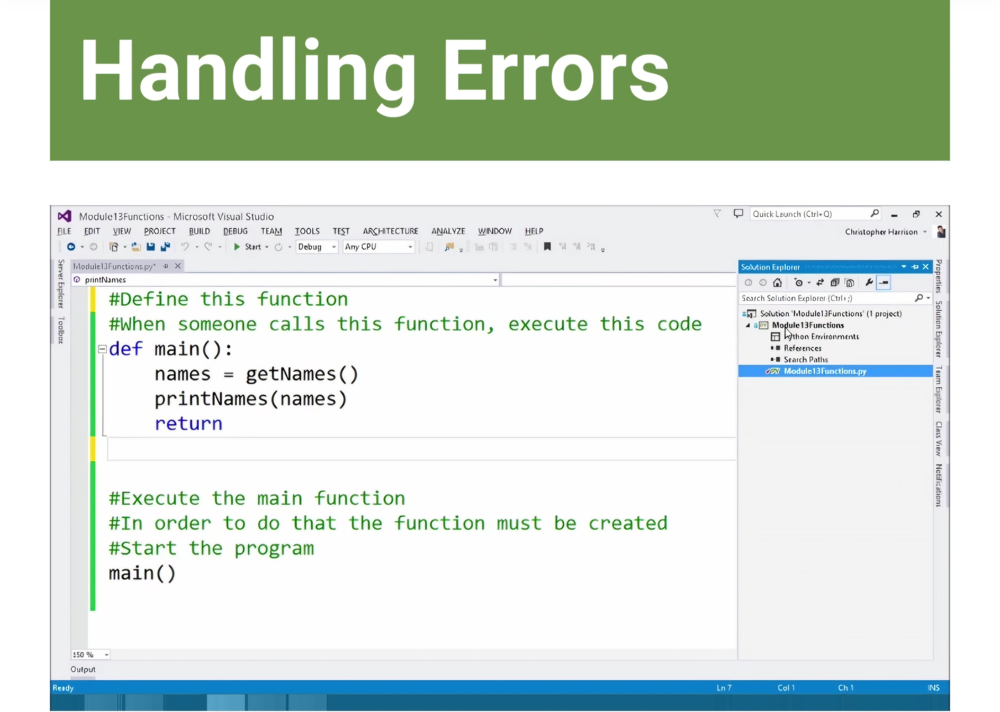 Handling Errors
Module13Functions - Microsoft Visual Studio
Quick Launch (Ctrl+Q)
FILE EDIT VIEW PROJECT BUILD DEBUG TEAM TOOLS TEST ARCHITECTURE ANALYZE WINDOW HELP
Christopher Harrison
Start Debug Any CPU
Server Explorer
Toolbox
Module13Functions.py*
printNames
#Define this function
#When someone calls this function, execute this code
def main():
names = getNames()
printNames(names)
return
#Execute the main function
#In order to do that the function must be created
#Start the program
main()
150 %
Solution Explorer
Search Solution Explorer (Ctrl+;)
Solution 'Module13Functions' (1 project)
Module13Functions
Python Environments
References
Search Paths
Module13Functions.py
Properties
Solution Explorer
Team Explorer
Class View
Notifications
Output
Ready
Ln 7 Col 1 Ch 1 INS